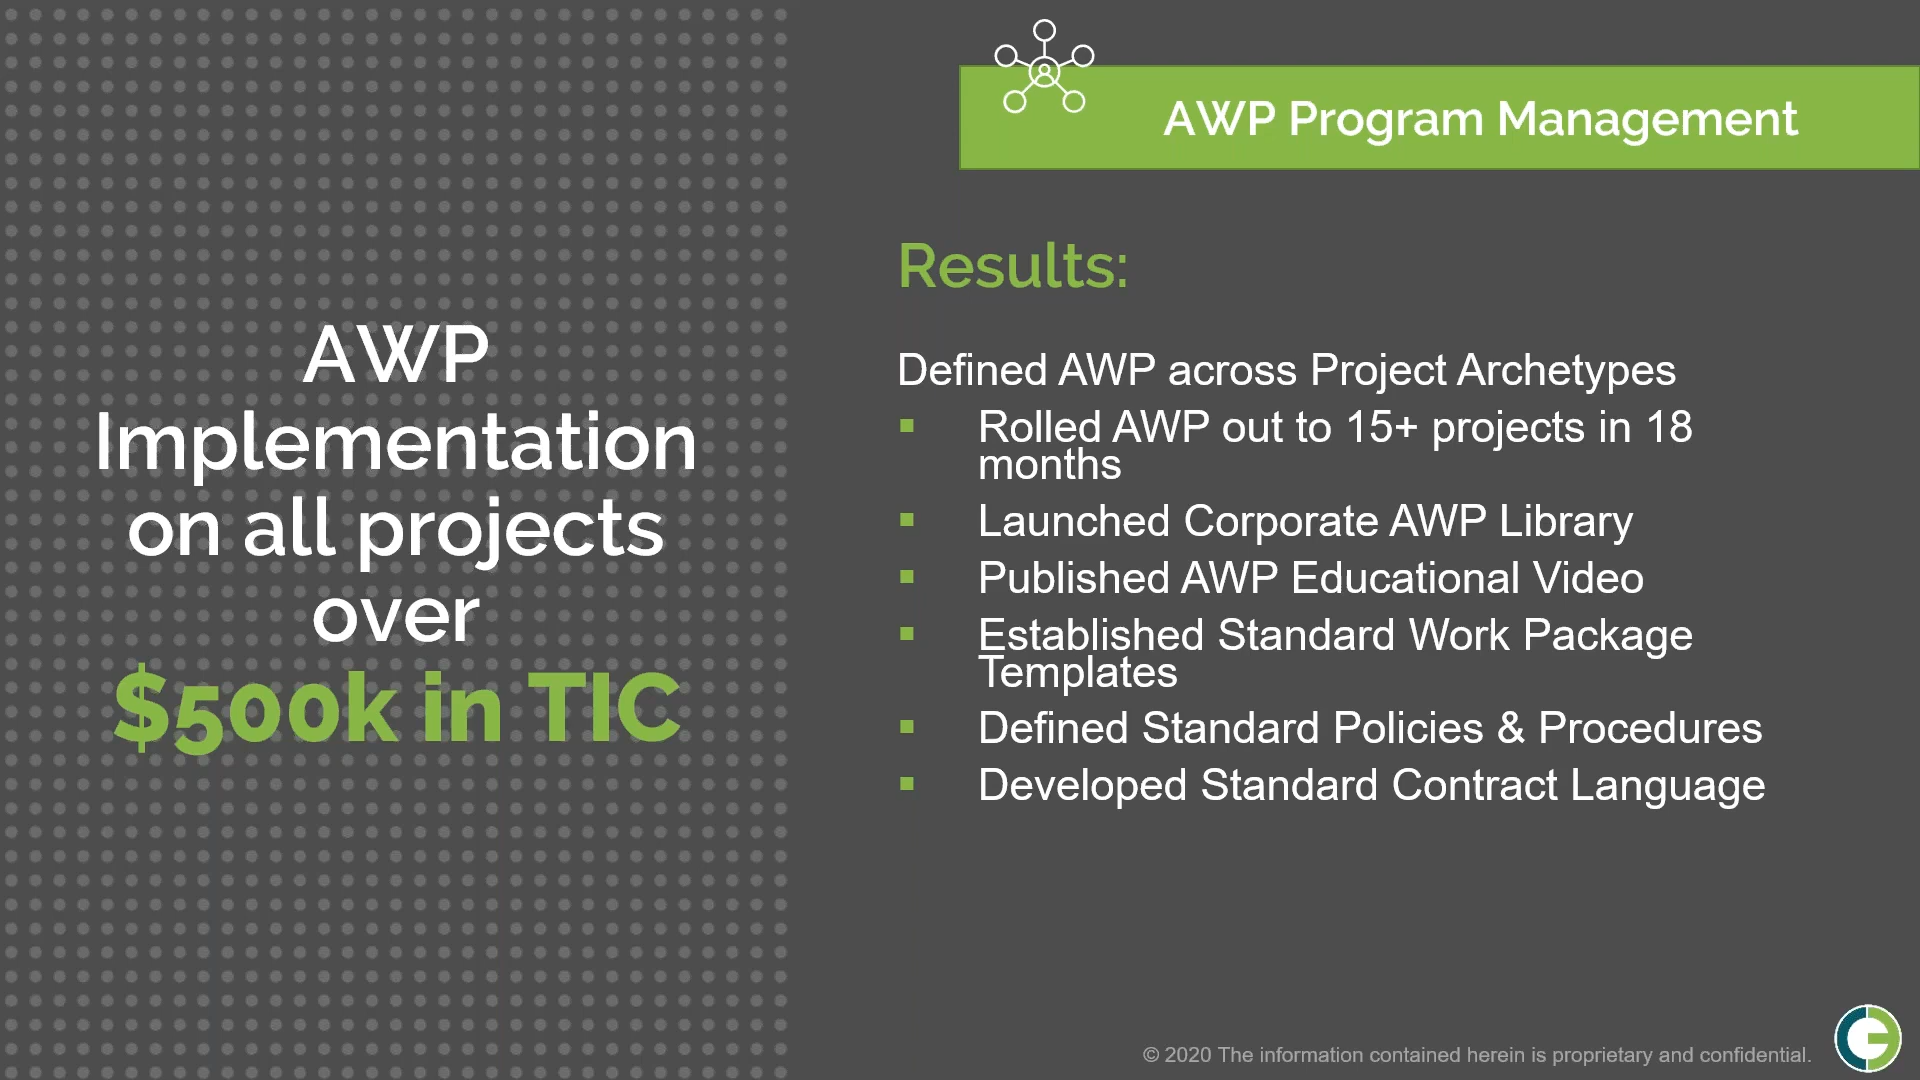 AWP
Implementation
on all projects
over
$500k in TIC
AWP Program Management
Results:
Defined AWP across Project Archetypes
▪ Rolled AWP out to 15+ projects in 18
months
▪ Launched Corporate AWP Library
▪ Published AWP Educational Video
▪ Established Standard Work Package
Templates
▪ Defined Standard Policies & Procedures
▪ Developed Standard Contract Language
© 2020 The information contained herein is proprietary and confidential.